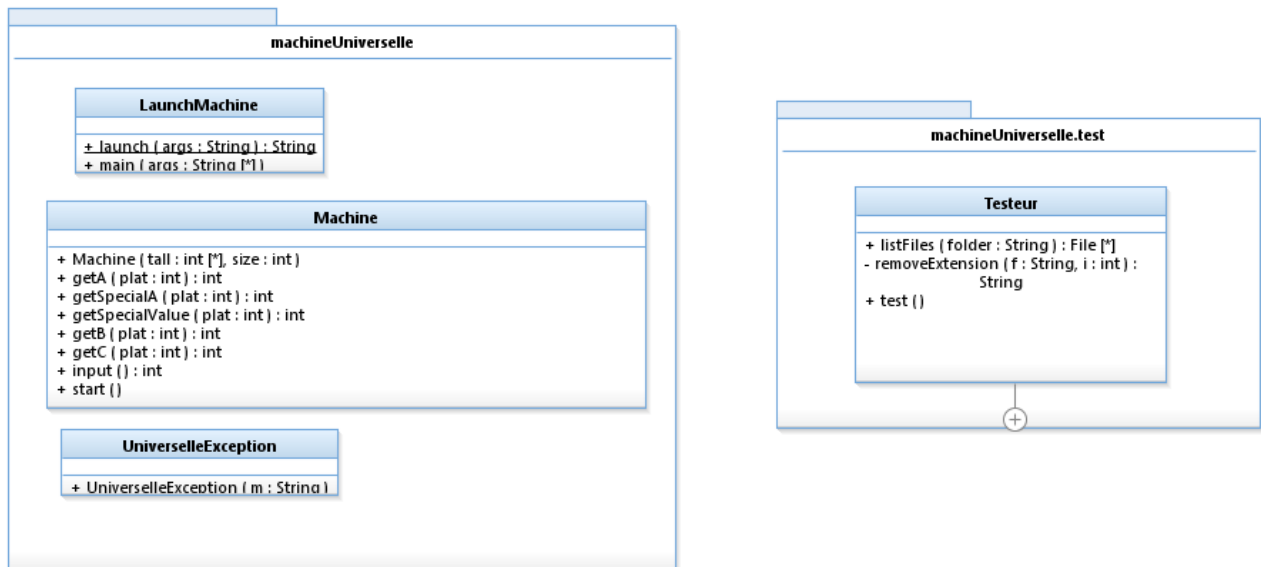 machineUniverselle
LaunchMachine
+ launch ( args : String ) : String
+ main ( args : String [*] )
Machine
+ Machine ( tall : int [*], size : int )
+ getA ( plat : int ) : int
+ getSpecialA ( plat : int ) : int
+ getSpecialValue ( plat : int ) : int
+ getB ( plat : int ) : int
+ getC ( plat : int ) : int
+ input () : int
+ start ()
UniverselleException
+ UniverselleException ( m : String )
machineUniverselle.test
Testeur
+ listFiles ( folder : String ) : File [*]
- removeExtension ( f : String, i : int ) :
String
+ test ()